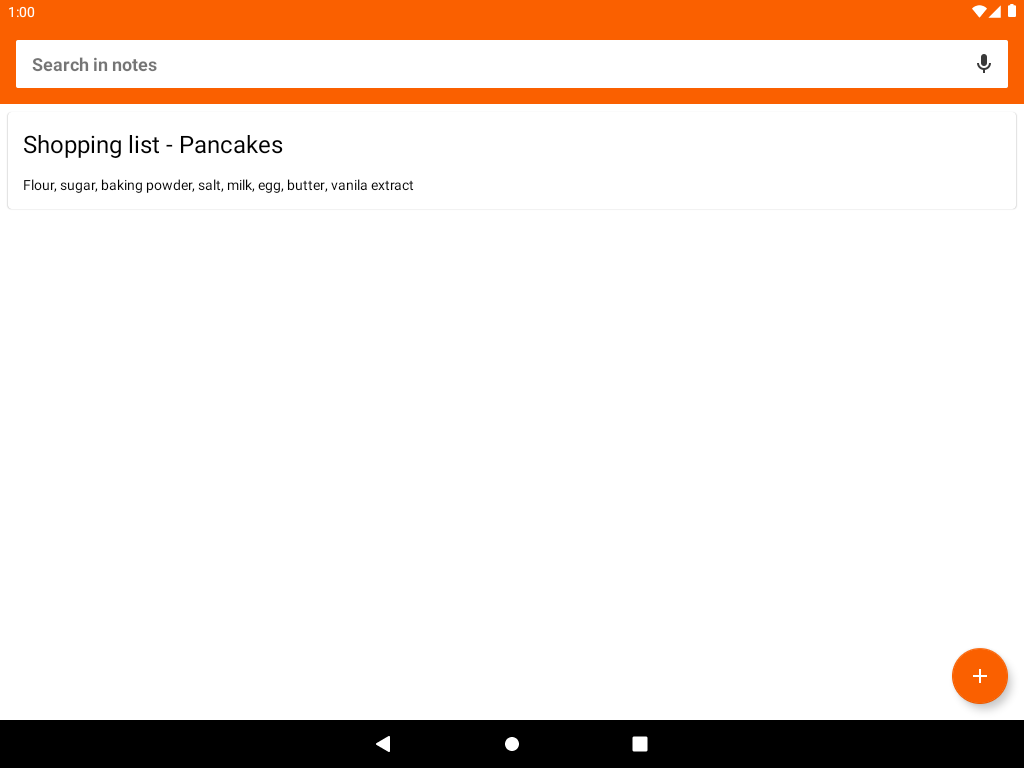 1:00
Search in notes
Shopping list - Pancakes
Flour, sugar, baking powder, salt, milk, egg, butter, vanila extract